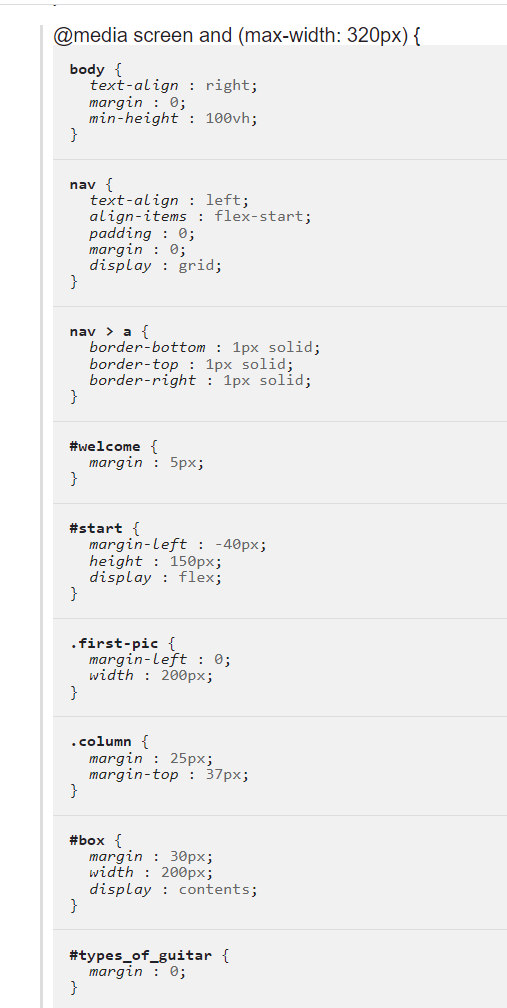 @media screen and (max-width: 320px) {
body {
text-align : right;
margin : 0;
min-height : 100vh;
}
nav {
text-align : left;
align-items : flex-start;
padding : 0;
margin : 0;
display : grid;
}
nav > a {
border-bottom : 1px solid;
border-top : 1px solid;
border-right : 1px solid;
}
#welcome {
margin : 5px;
}
#start {
margin-left : -40px;
height : 150px;
display : flex;
}
.first-pic {
margin-left : 0;
width : 200px;
}
.column {
margin : 25px;
margin-top : 37px;
}
#box {
margin : 30px;
width : 200px;
display : contents;
}
#types_of_guitar {
margin : 0;
}